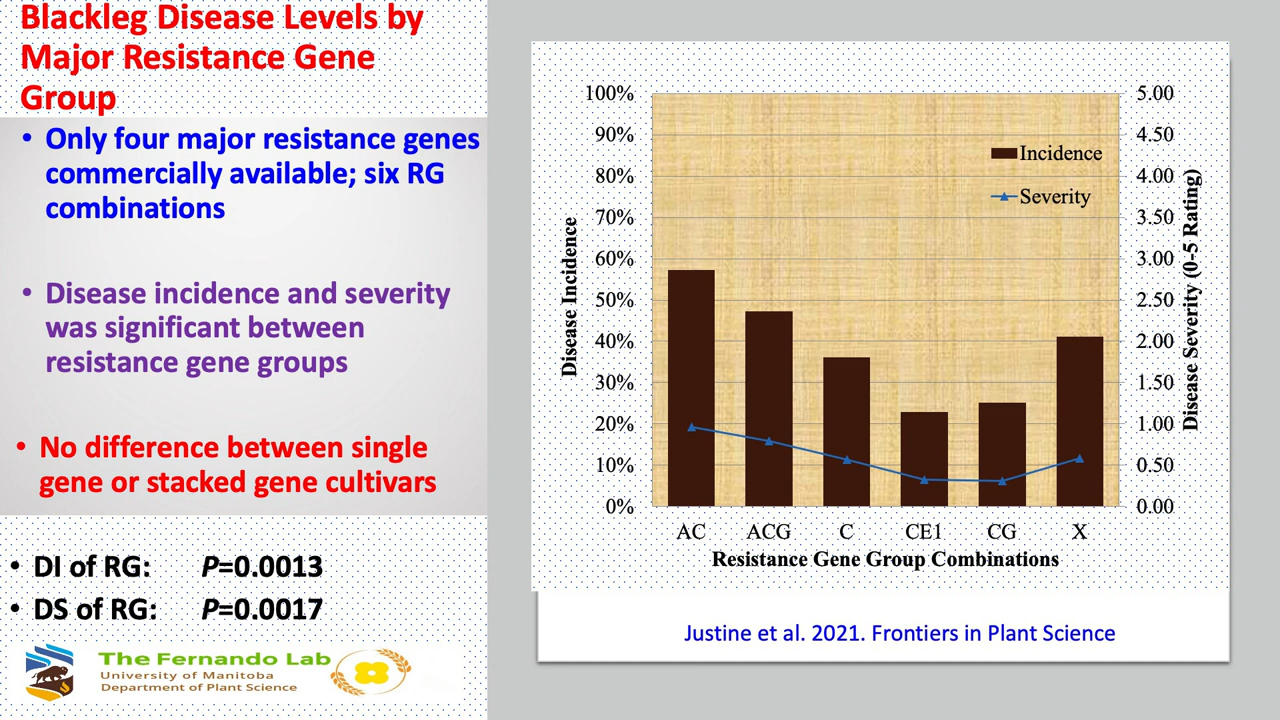 Blackleg Disease Levels by
Major Resistance Gene
Group
• Only four major resistance genes
commercially available; six RG
combinations
• Disease incidence and severity
was significant between
resistance gene groups
• No difference between single
gene or stacked gene cultivars
• DI of RG: P=0.0013
• DS of RG: P=0.0017
The Fernando Lab
University of Manitoba
Department of Plant Science
Disease Incidence
100%
90%
80%
70%
60%
50%
40%
30%
20%
10%
0%
Incidence
Severity
5.00
4.50
4.00
3.50
3.00
2.50
2.00
1.50
1.00
0.50
0.00
Disease Severity (0-5 Rating)
AC ACG C CE1 CG X
Resistance Gene Group Combinations
Justine et al. 2021. Frontiers in Plant Science